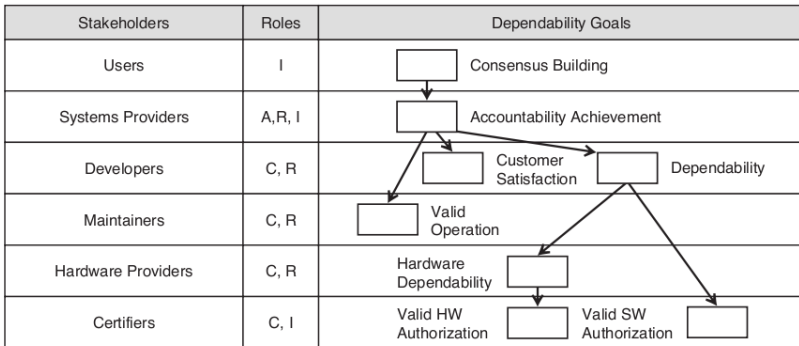 Stakeholders Roles Dependability Goals
Users I Consensus Building
Systems Providers A,R, I Accountability Achievement
Developers C, R Customer
Satisfaction Dependability
Maintainers C, R Valid
Operation
Hardware Providers C, R Hardware
Dependability
Certifiers C, I Valid HW
Authorization Valid SW
Authorization